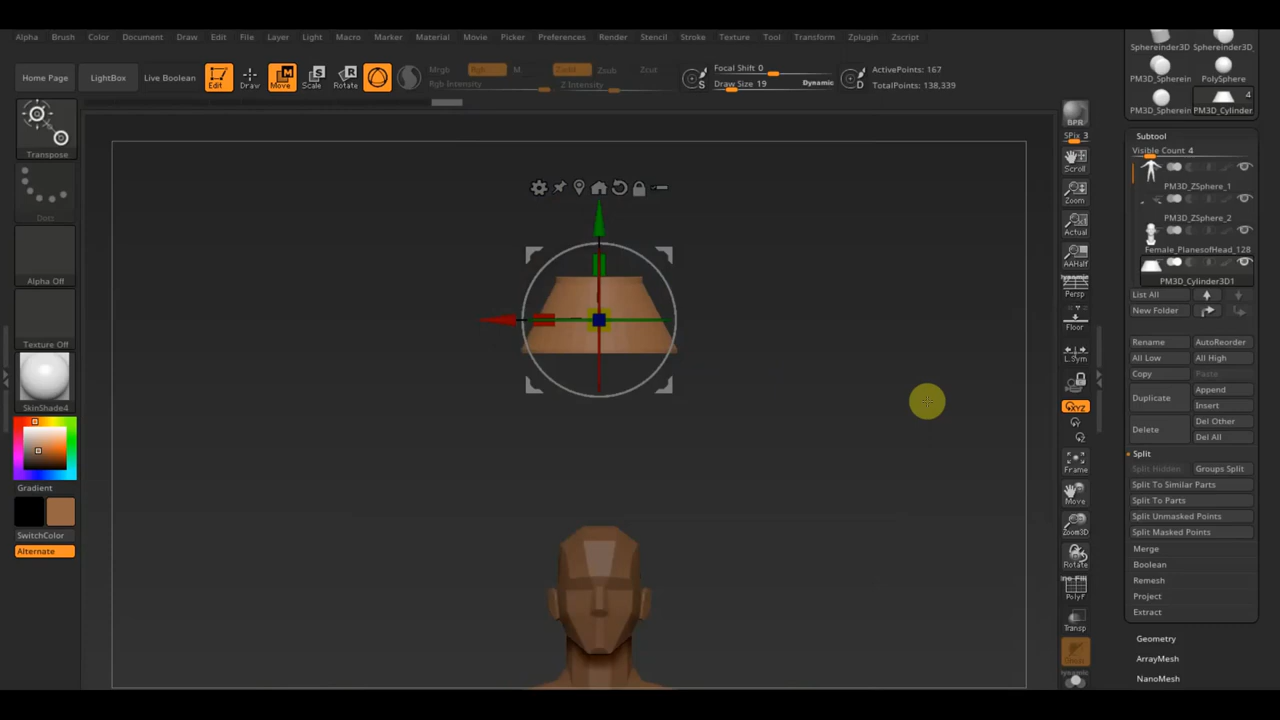 Alpha Brush Color Document Draw Edit File Layer Light Macro Marker Material Movie Picker Preferences Render Stencil Stroke Texture Tool Transform Zplugin Zscript
Home Page LightBox Live Boolean Edit Draw Move Scale Rotate
Mrgb Rgb M Zadd Zsub Zcut
Rgb Intensity Z Intensity
S
Focal Shift 0
Draw Size 19 Dynamic
D
ActivePoints: 167
TotalPoints: 138,339
Transpose
Dots
Alpha Off
Texture Off
SkinShade4
Gradient
SwitchColor
Alternate
BPR
SPix 3
Scroll
Zoom
Actual
AAHalf
Dynamic
Persp
Floor
L.Sym
XYZ
Frame
Move
Zoom3D
Rotate
PolyF
Transp
Dynamic
Sphereinder3D Sphereinder3D
PM3D_Spherein PolySphere
4
PM3D_Spherein PM3D_Cylinder
Subtool
Visible Count 4
PM3D_ZSphere_1
PM3D_ZSphere_2
Female_PlanesofHead_128
PM3D_Cylinder3D1
List All
New Folder
Rename AutoReorder
All Low All High
Copy Paste
Duplicate Append
Insert
Delete Del Other
Del All
Split
Split Hidden Groups Split
Split To Similar Parts
Split To Parts
Split Unmasked Points
Split Masked Points
Merge
Boolean
Remesh
Project
Extract
Geometry
ArrayMesh
NanoMesh